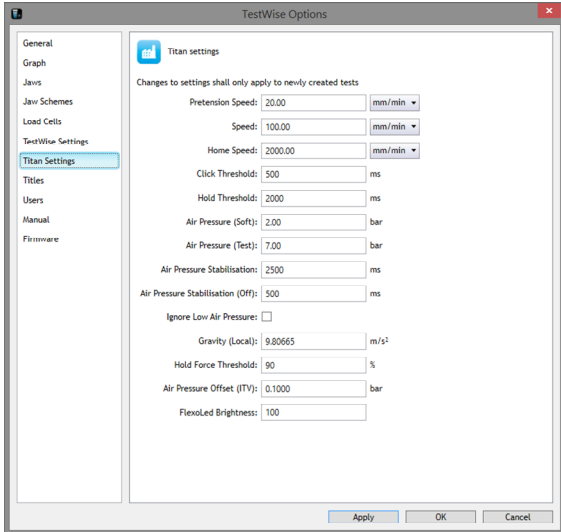 TestWise Options
General
Graph
Jaws
Jaw Schemes
Load Cells
TestWise Settings
Titan Settings
Titles
Users
Manual
Firmware
Titan settings
Changes to settings shall only apply to newly created tests
Pretension Speed: 20.00 mm/min
Speed: 100.00 mm/min
Home Speed: 2000.00 mm/min
Click Threshold: 500 ms
Hold Threshold: 2000 ms
Air Pressure (Soft): 2.00 bar
Air Pressure (Test): 7.00 bar
Air Pressure Stabilisation: 2500 ms
Air Pressure Stabilisation (Off): 500 ms
Ignore Low Air Pressure:
Gravity (Local): 9.80665 m/s²
Hold Force Threshold: 90 %
Air Pressure Offset (ITV): 0.1000 bar
FlexoLed Brightness: 100
Apply OK Cancel